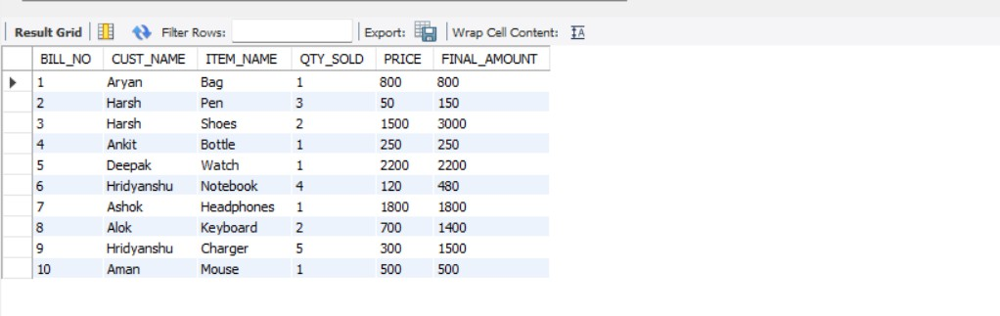 Result Grid Filter Rows: Export: Wrap Cell Content: IA
BILL_NO CUST_NAME ITEM_NAME QTY_SOLD PRICE FINAL_AMOUNT
1 Aryan Bag 1 800 800
2 Harsh Pen 3 50 150
3 Harsh Shoes 2 1500 3000
4 Ankit Bottle 1 250 250
5 Deepak Watch 1 2200 2200
6 Hridyanshu Notebook 4 120 480
7 Ashok Headphones 1 1800 1800
8 Alok Keyboard 2 700 1400
9 Hridyanshu Charger 5 300 1500
10 Aman Mouse 1 500 500